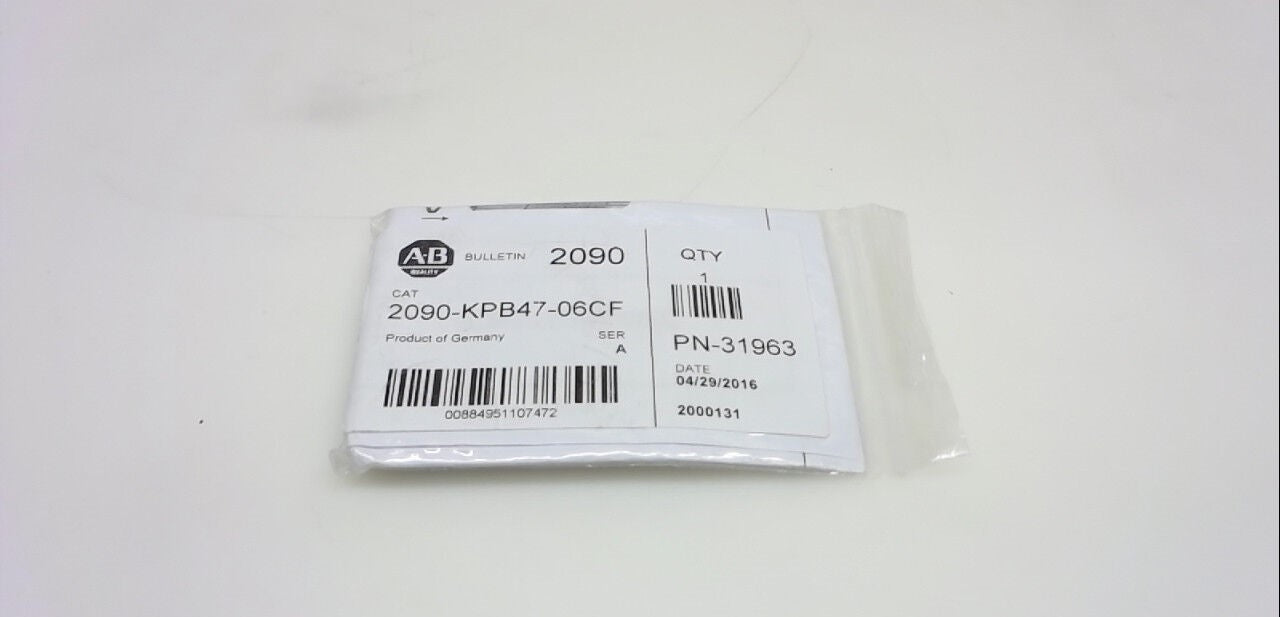 A-B
QUALITY
BULLETIN 2090
CAT
2090-KPB47-06CF
Product of Germany
SER
A
00884951107472
QTY
1
PN-31963
DATE
04/29/2016
2000131